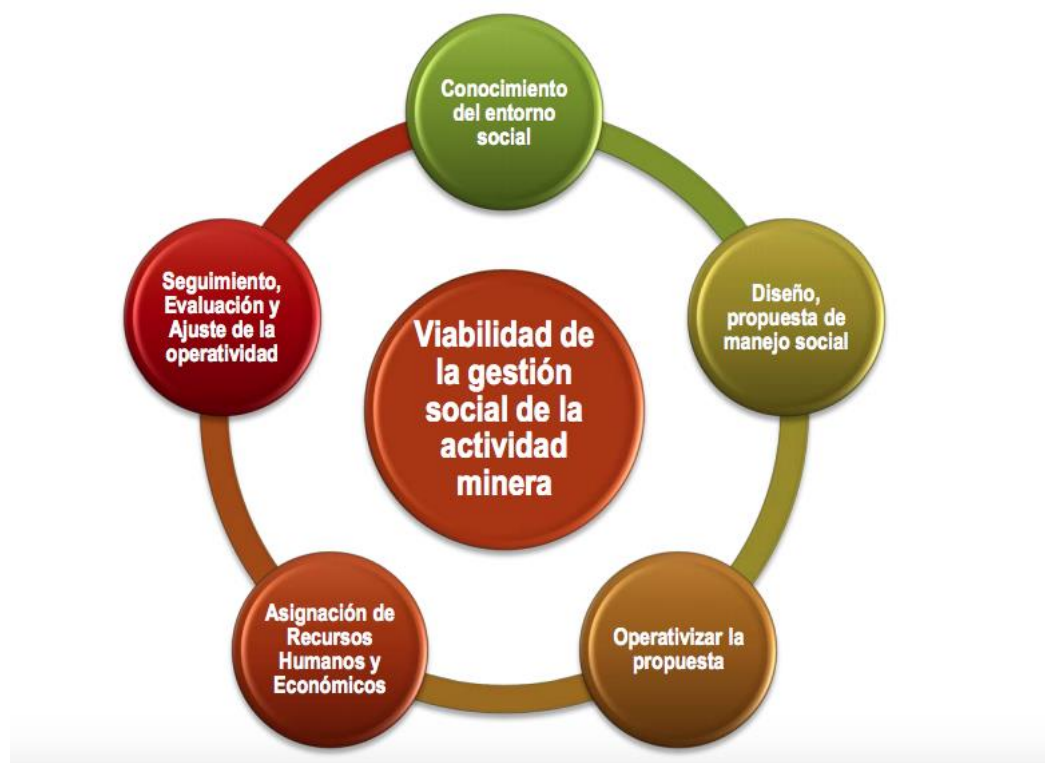 Conocimiento
del entorno
social
Diseño,
propuesta de
manejo social
Operativizar la
propuesta
Asignación de
Recursos
Humanos y
Económicos
Seguimiento,
Evaluación y
Ajuste de la
operatividad
Viabilidad de
la gestión
social de la
actividad
minera